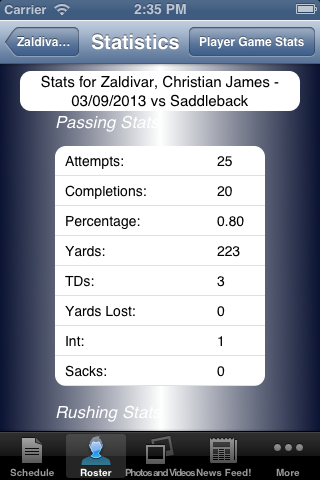 Carrier 2:35 PM
Zaldiva... Statistics Player Game Stats
Stats for Zaldivar, Christian James -
03/09/2013 vs Saddleback
Passing Stats
Attempts: 25
Completions: 20
Percentage: 0.80
Yards: 223
TDs: 3
Yards Lost: 0
Int: 1
Sacks: 0
Rushing Stats
Schedule Roster Photos and Videos News Feed! More